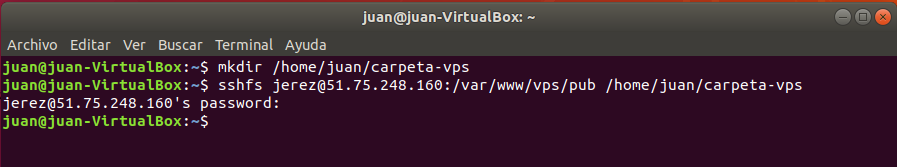 juan@juan-VirtualBox: ~
Archivo Editar Ver Buscar Terminal Ayuda
juan@juan-VirtualBox:~$ mkdir /home/juan/carpeta-vps
juan@juan-VirtualBox:~$ sshfs jerez@51.75.248.160:/var/www/vps/pub /home/juan/carpeta-vps
jerez@51.75.248.160's password:
juan@juan-VirtualBox:~$